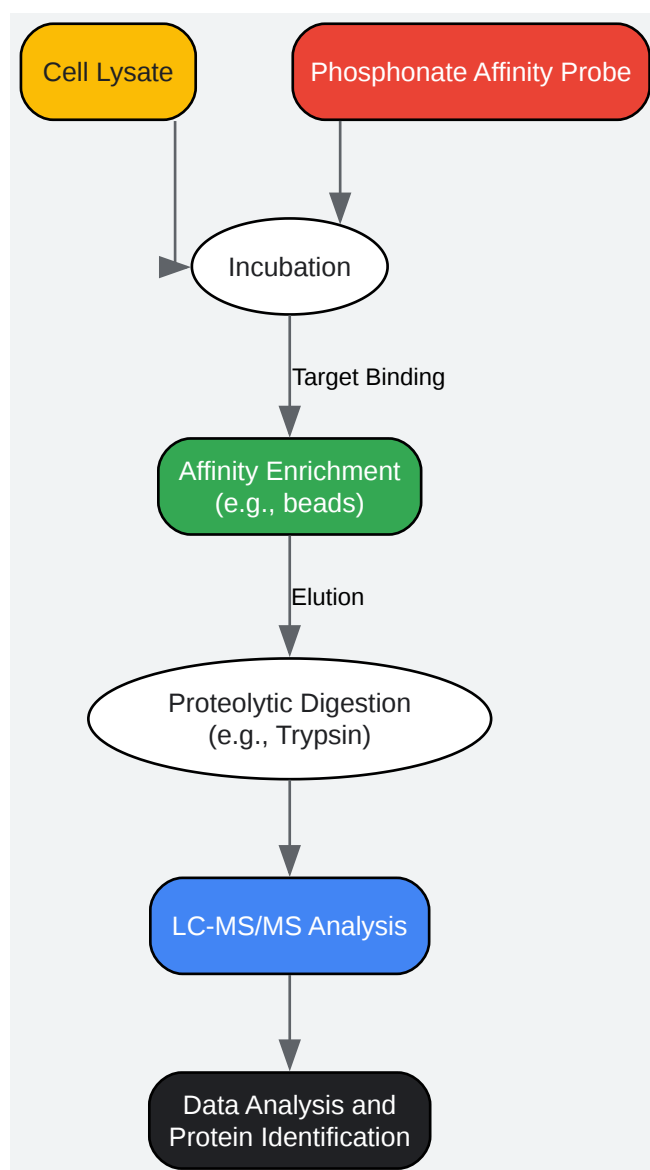 Cell Lysate
Phosphonate Affinity Probe
Incubation
Target Binding
Affinity Enrichment
(e.g., beads)
Elution
Proteolytic Digestion
(e.g., Trypsin)
LC-MS/MS Analysis
Data Analysis and
Protein Identification